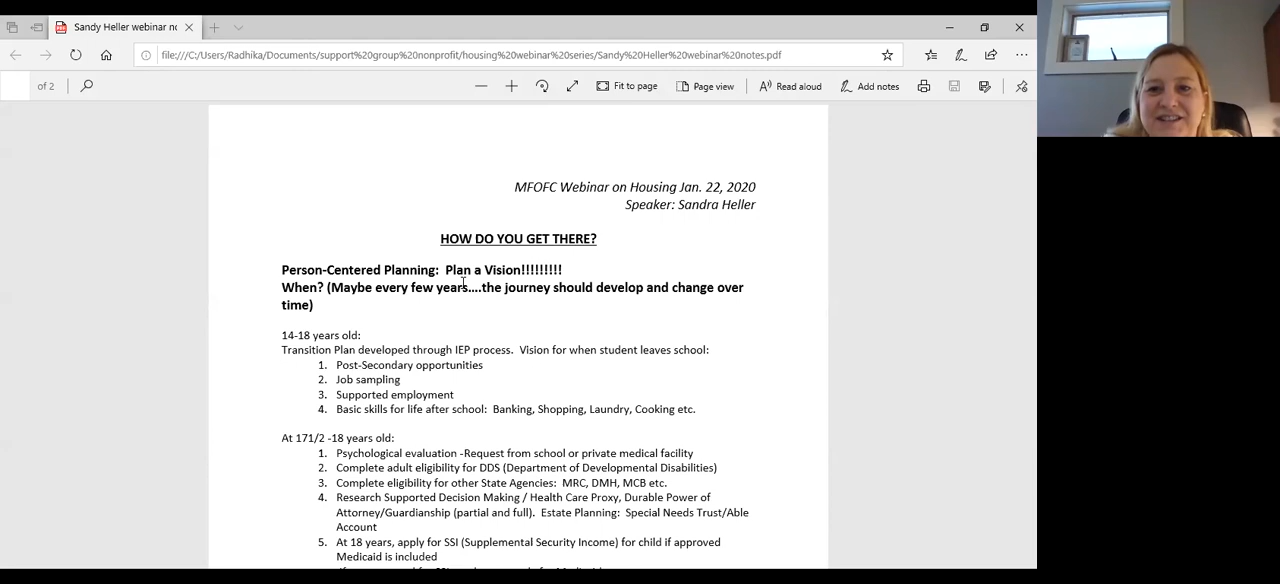 Sandy Heller webinar no
file:///C:/Users/Radhika/Documents/support%20group%20nonprofit/housing%20webinar%20series/Sandy%20Heller%20webinar%20notes.pdf
of 2
Fit to page
Page view
Read aloud
Add notes
MFOFC Webinar on Housing Jan. 22, 2020
Speaker: Sandra Heller
HOW DO YOU GET THERE?
Person-Centered Planning: Plan a Vision!!!!!!!!!
When? (Maybe every few years....the journey should develop and change over
time)
14-18 years old:
Transition Plan developed through IEP process. Vision for when student leaves school:
1. Post-Secondary opportunities
2. Job sampling
3. Supported employment
4. Basic skills for life after school: Banking, Shopping, Laundry, Cooking etc.
At 171/2 -18 years old:
1. Psychological evaluation -Request from school or private medical facility
2. Complete adult eligibility for DDS (Department of Developmental Disabilities)
3. Complete eligibility for other State Agencies: MRC, DMH, MCB etc.
4. Research Supported Decision Making / Health Care Proxy, Durable Power of
Attorney/Guardianship (partial and full). Estate Planning: Special Needs Trust/Able
Account
5. At 18 years, apply for SSI (Supplemental Security Income) for child if approved
Medicaid is included